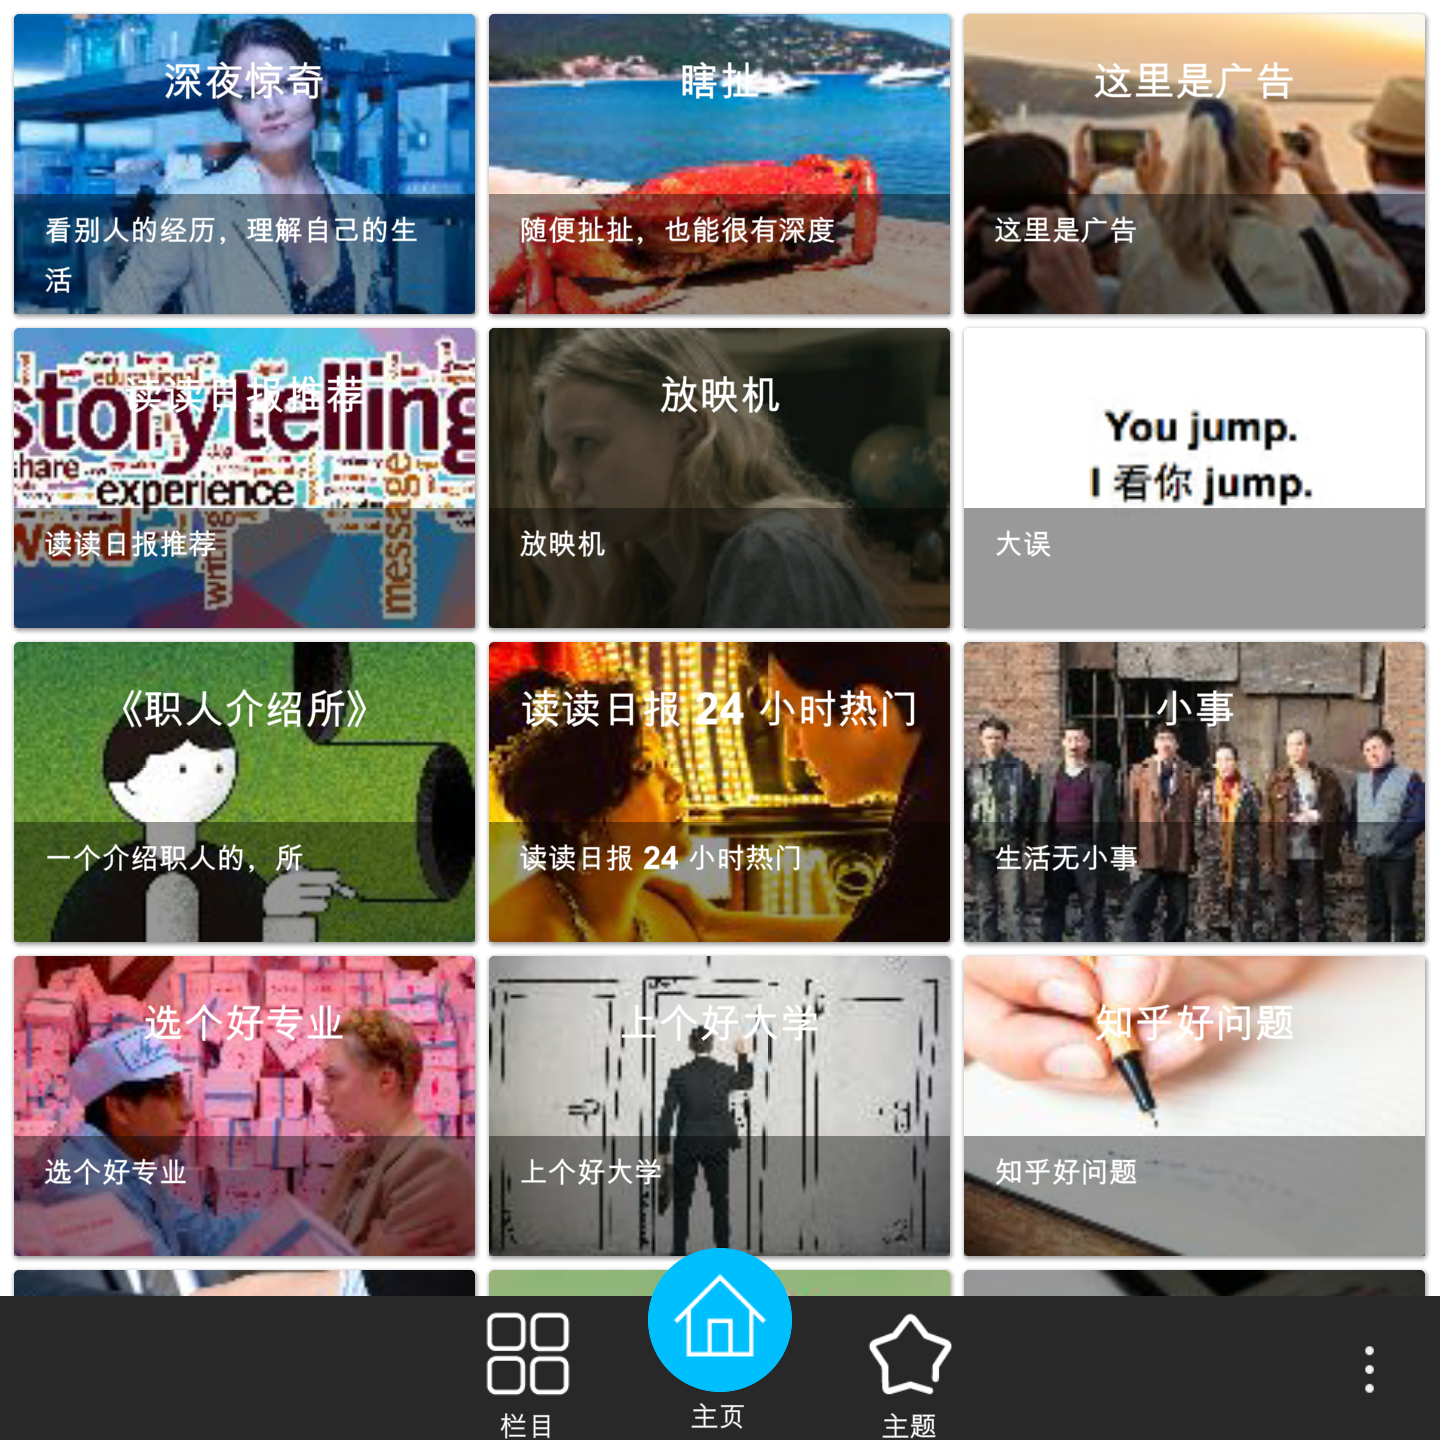 深夜惊奇
看别人的经历，理解自己的生
活
瞎扯
随便扯扯，也能很有深度
这里是广告
这里是广告
读读日报推荐
educational
storytelling
share
experience
word
writing
message
读读日报推荐
放映机
放映机
You jump.
I 看你 jump.
大误
《职人介绍所》
一个介绍职人的，所
读读日报 24 小时热门
读读日报 24 小时热门
小事
生活无小事
选个好专业
选个好专业
上个好大学
上个好大学
知乎好问题
知乎好问题
栏目
主页
主题